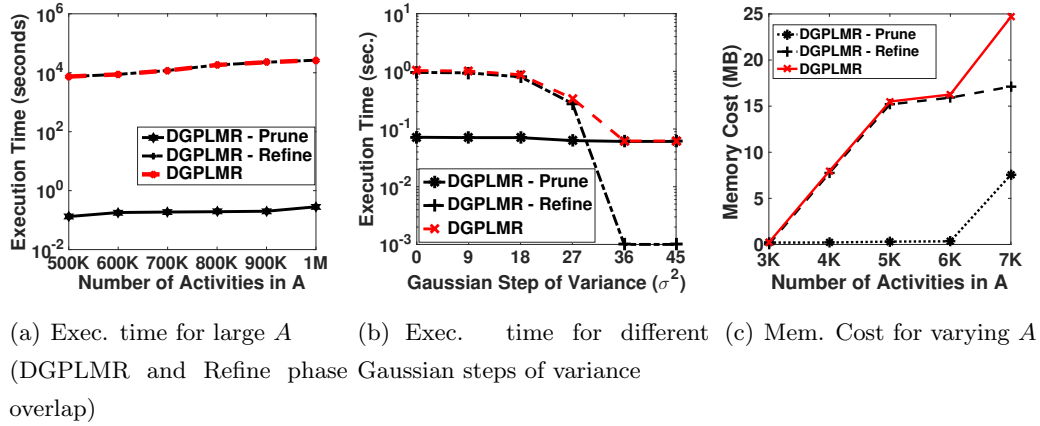 10^6
10^4
10^2
10^0
10^-2
Execution Time (seconds)
DGPLMR - Prune
DGPLMR - Refine
DGPLMR
500K 600K 700K 800K 900K 1M
Number of Activities in A
10^1
10^0
10^-1
10^-2
10^-3
Execution Time (sec.)
DGPLMR - Prune
DGPLMR - Refine
DGPLMR
0 9 18 27 36 45
Gaussian Step of Variance (σ^2)
25
20
15
10
5
0
Memory Cost (MB)
DGPLMR - Prune
DGPLMR - Refine
DGPLMR
3K 4K 5K 6K 7K
Number of Activities in A
(a) Exec. time for large A
(DGPLMR and Refine phase
overlap)
(b) Exec. time for different
Gaussian steps of variance
(c) Mem. Cost for varying A